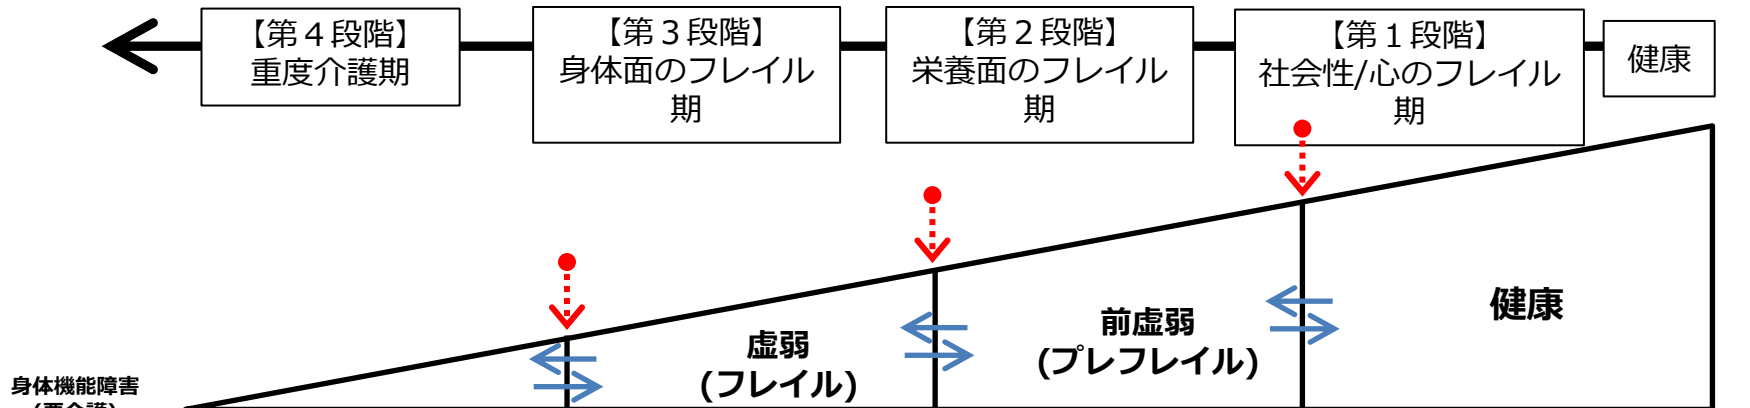 【第４段階】
重度介護期
【第３段階】
身体面のフレイル
期
【第２段階】
栄養面のフレイル
期
【第１段階】
社会性/心のフレイル
期
健康
健康
前虚弱
(プレフレイル)
虚弱
(フレイル)
身体機能障害